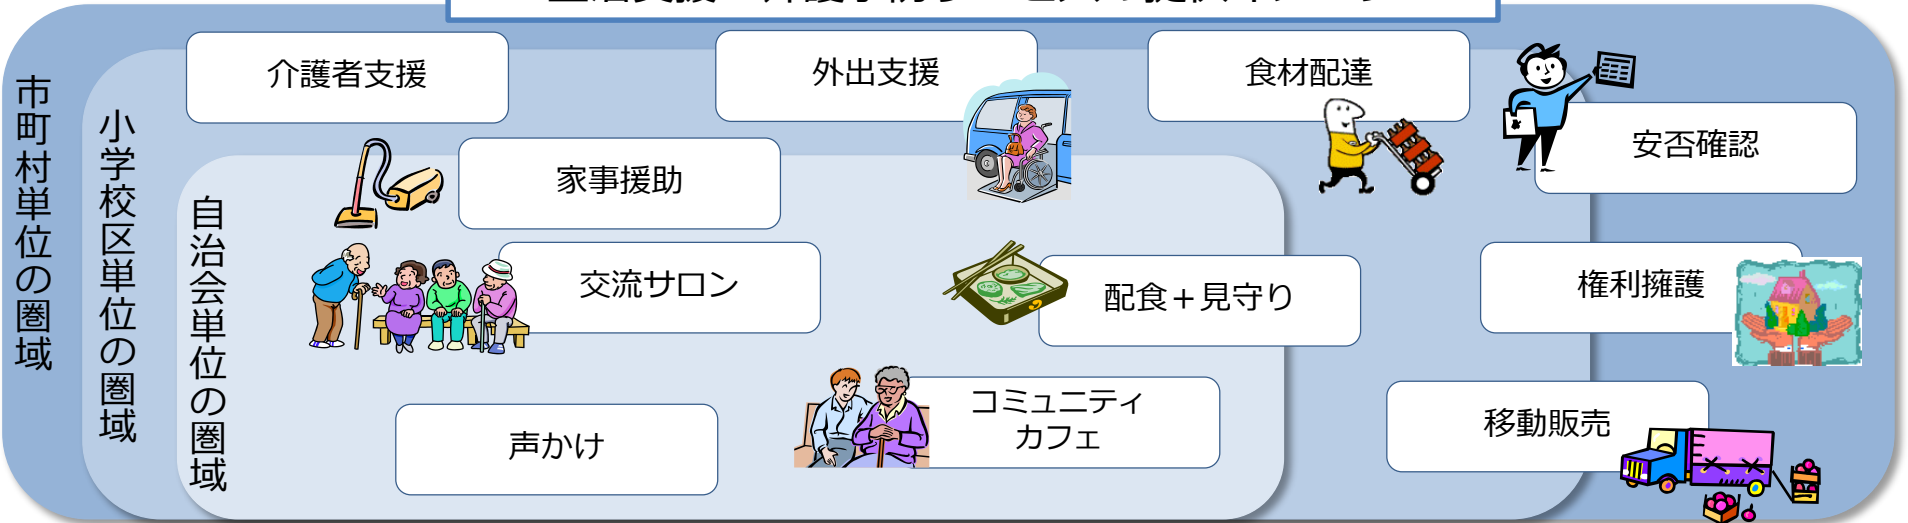 市町村単位の圏域
小学校区単位の圏域
自治会単位の圏域
介護者支援
外出支援
食材配達
安否確認
家事援助
交流サロン
配食＋見守り
権利擁護
声かけ
コミュニティ
カフェ
移動販売